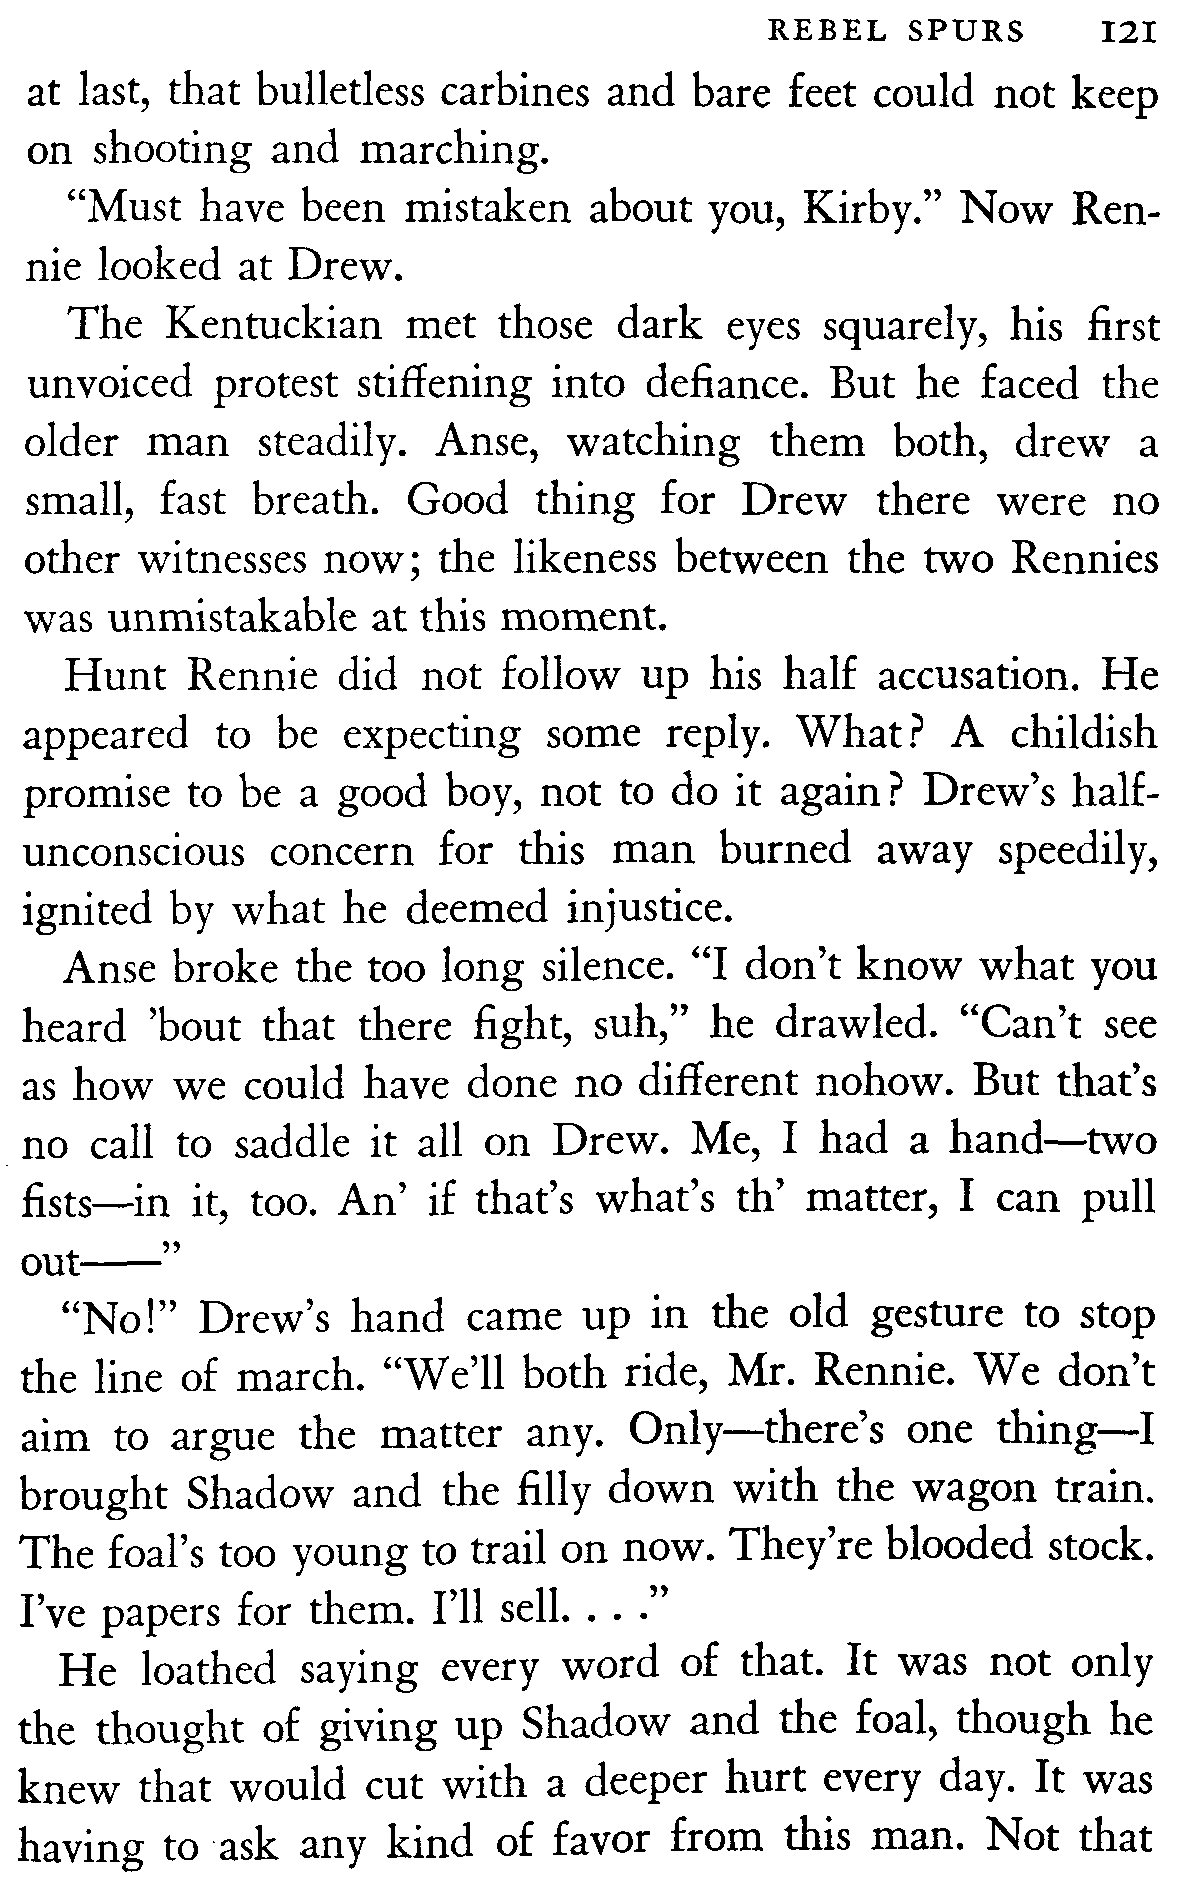 REBEL SPURS 121
at last, that bulletless carbines and bare feet could not keep
on shooting and marching.
“Must have been mistaken about you, Kirby.” Now Ren-
nie looked at Drew.
The Kentuckian met those dark eyes squarely, his first
unvoiced protest stiffening into defiance. But he faced the
older man steadily. Anse, watching them both, drew a
small, fast breath. Good thing for Drew there were no
other witnesses now; the likeness between the two Rennies
was unmistakable at this moment.
Hunt Rennie did not follow up his half accusation. He
appeared to be expecting some reply. What? A childish
promise to be a good boy, not to do it again? Drew’s half-
unconscious concern for this man burned away speedily,
ignited by what he deemed injustice.
Anse broke the too long silence. “I don’t know what you
heard ’bout that there fight, suh,” he drawled. “Can’t see
as how we could have done no different nohow. But that’s
no call to saddle it all on Drew. Me, I had a hand—two
fists—in it, too. An’ if that’s what’s th’ matter, I can pull
out——”
“No!” Drew’s hand came up in the old gesture to stop
the line of march. “We’ll both ride, Mr. Rennie. We don’t
aim to argue the matter any. Only—there’s one thing—I
brought Shadow and the filly down with the wagon train.
The foal’s too young to trail on now. They’re blooded stock.
I’ve papers for them. I’ll sell. . . .”
He loathed saying every word of that. It was not only
the thought of giving up Shadow and the foal, though he
knew that would cut with a deeper hurt every day. It was
having to ask any kind of favor from this man. Not that